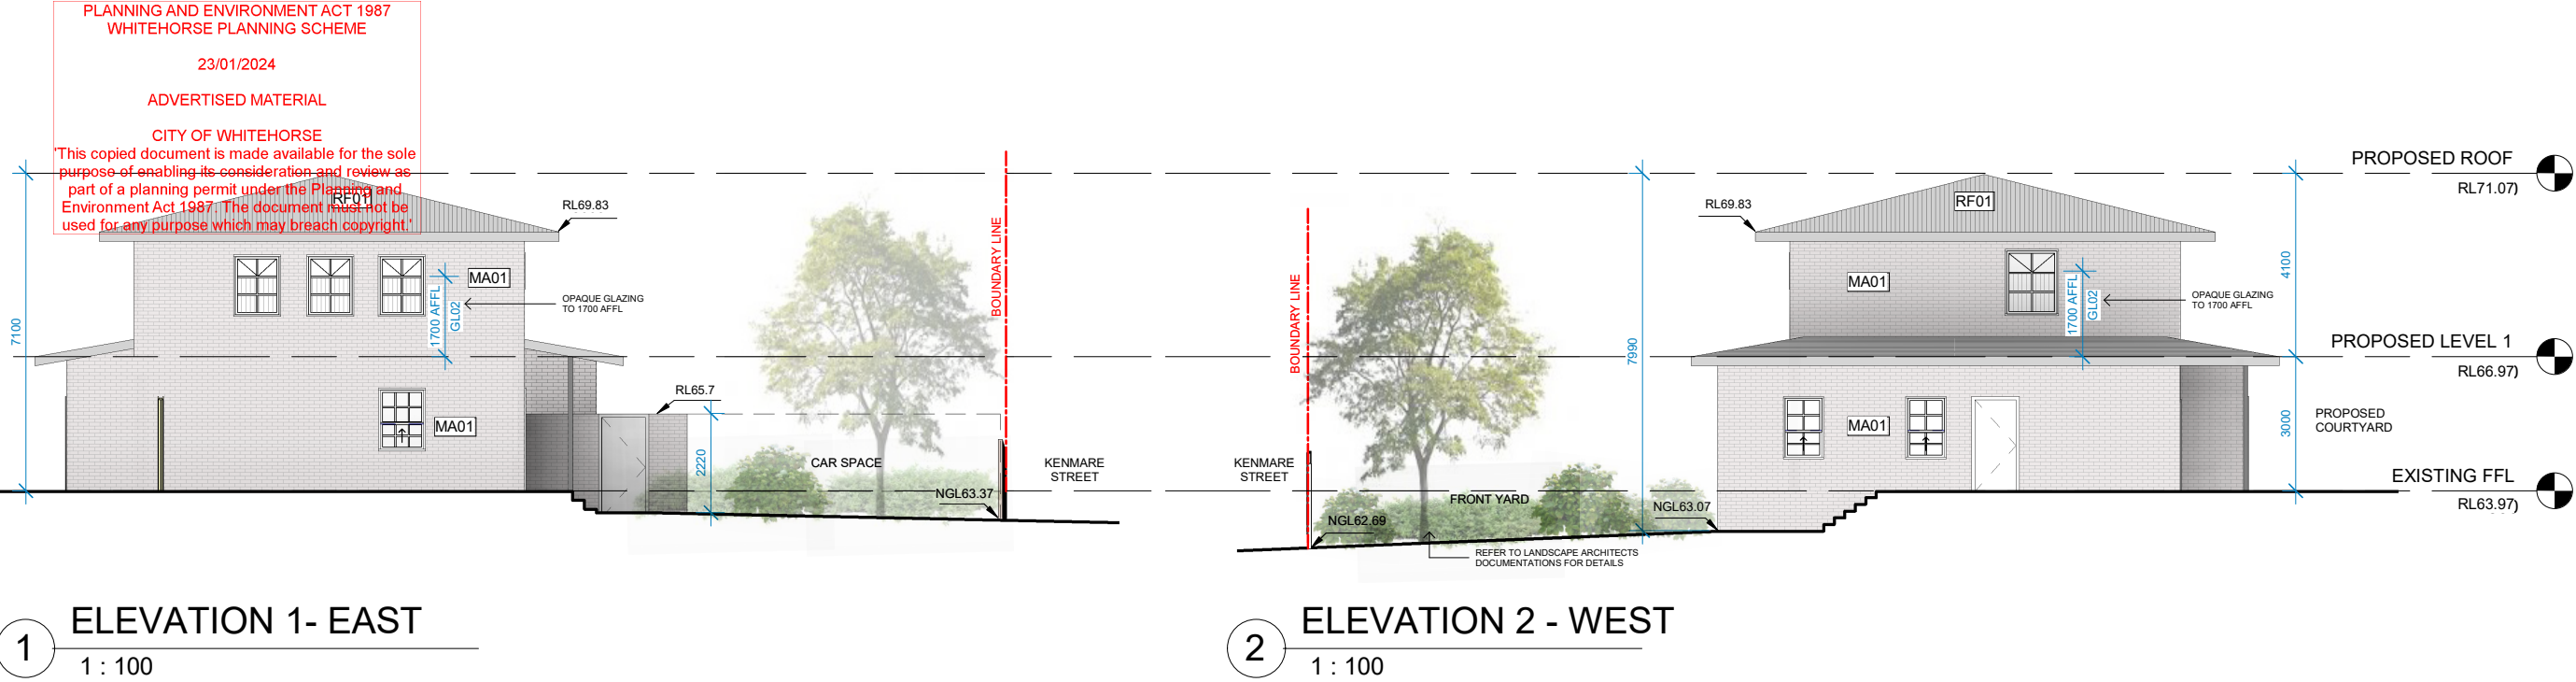 PLANNING AND ENVIRONMENT ACT 1987
WHITEHORSE PLANNING SCHEME
23/01/2024
ADVERTISED MATERIAL
CITY OF WHITEHORSE
'This copied document is made available for the sole
purpose of enabling its consideration and review as
part of a planning permit under the Planning and
Environment Act 1987. The document must not be
used for any purpose which may breach copyright.'
RF01
RL69.83
MA01
1700 AFFL
GL02
OPAQUE GLAZING
TO 1700 AFFL
7100
MA01
RL65.7
2220
CAR SPACE
NGL63.37
BOUNDARY LINE
KENMARE
STREET
ELEVATION 1- EAST
1
1 : 100
BOUNDARY LINE
KENMARE
STREET
NGL62.69
FRONT YARD
REFER TO LANDSCAPE ARCHITECTS
DOCUMENTATIONS FOR DETAILS
NGL63.07
7990
RL69.83
RF01
MA01
1700 AFFL
GL02
OPAQUE GLAZING
TO 1700 AFFL
MA01
4100
3000
PROPOSED
COURTYARD
PROPOSED ROOF
RL71.07)
PROPOSED LEVEL 1
RL66.97)
EXISTING FFL
RL63.97)
ELEVATION 2 - WEST
2
1 : 100